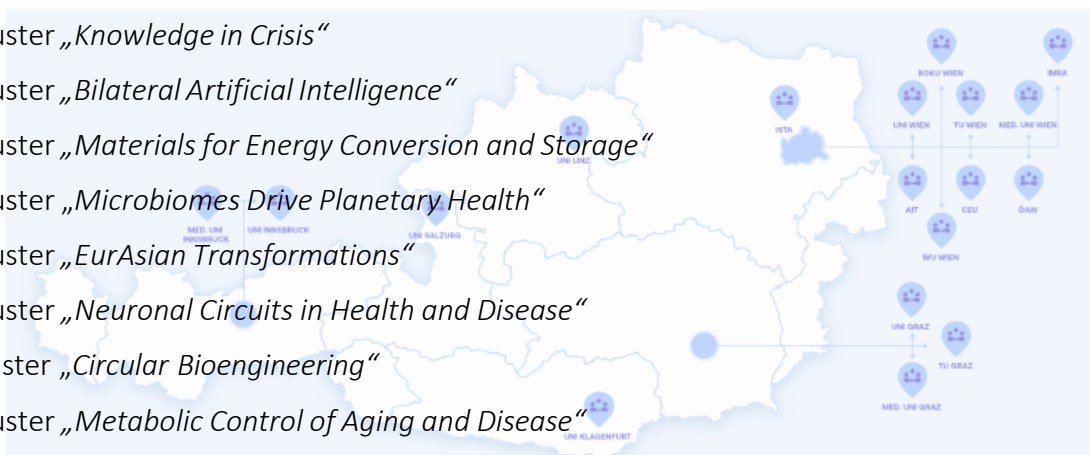 uster „Knowledge in Crisis“
uster „Bilateral Artificial Intelligence“
uster „Materials for Energy Conversion and Storage“
uster „Microbiomes Drive Planetary Health“
uster „EurAsian Transformations“
uster „Neuronal Circuits in Health and Disease“
ster „Circular Bioengineering“
uster „Metabolic Control of Aging and Disease“
BOKU WIEN
IMBA
UNI WIEN
TU WIEN
MED. UNI WIEN
ISTA
UNI LINZ
AIT
CEU
ÖAW
MED. UNI
INNSBRUCK
UNI INNSBRUCK
UNI SALZBURG
WU WIEN
UNI GRAZ
TU GRAZ
MED. UNI GRAZ
UNI KLAGENFURT